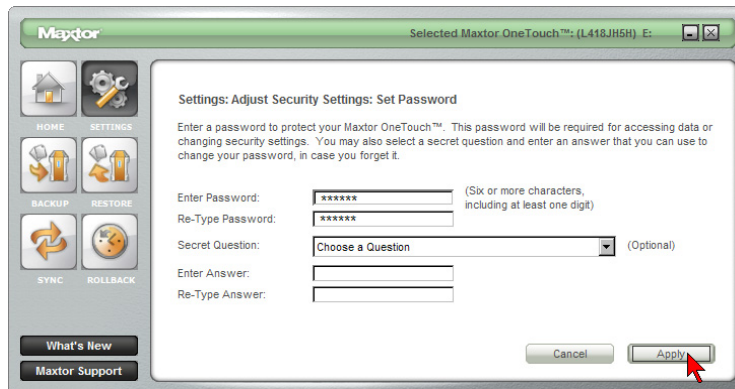 Maxtor
Selected Maxtor OneTouch™: (L418JH5H) E:
HOME SETTINGS
BACKUP RESTORE
SYNC ROLLBACK
What's New
Maxtor Support
Settings: Adjust Security Settings: Set Password
Enter a password to protect your Maxtor OneTouch™. This password will be required for accessing data or
changing security settings. You may also select a secret question and enter an answer that you can use to
change your password, in case you forget it.
Enter Password: ****** (Six or more characters,
including at least one digit)
Re-Type Password: ******
Secret Question: Choose a Question (Optional)
Enter Answer:
Re-Type Answer:
Cancel Apply